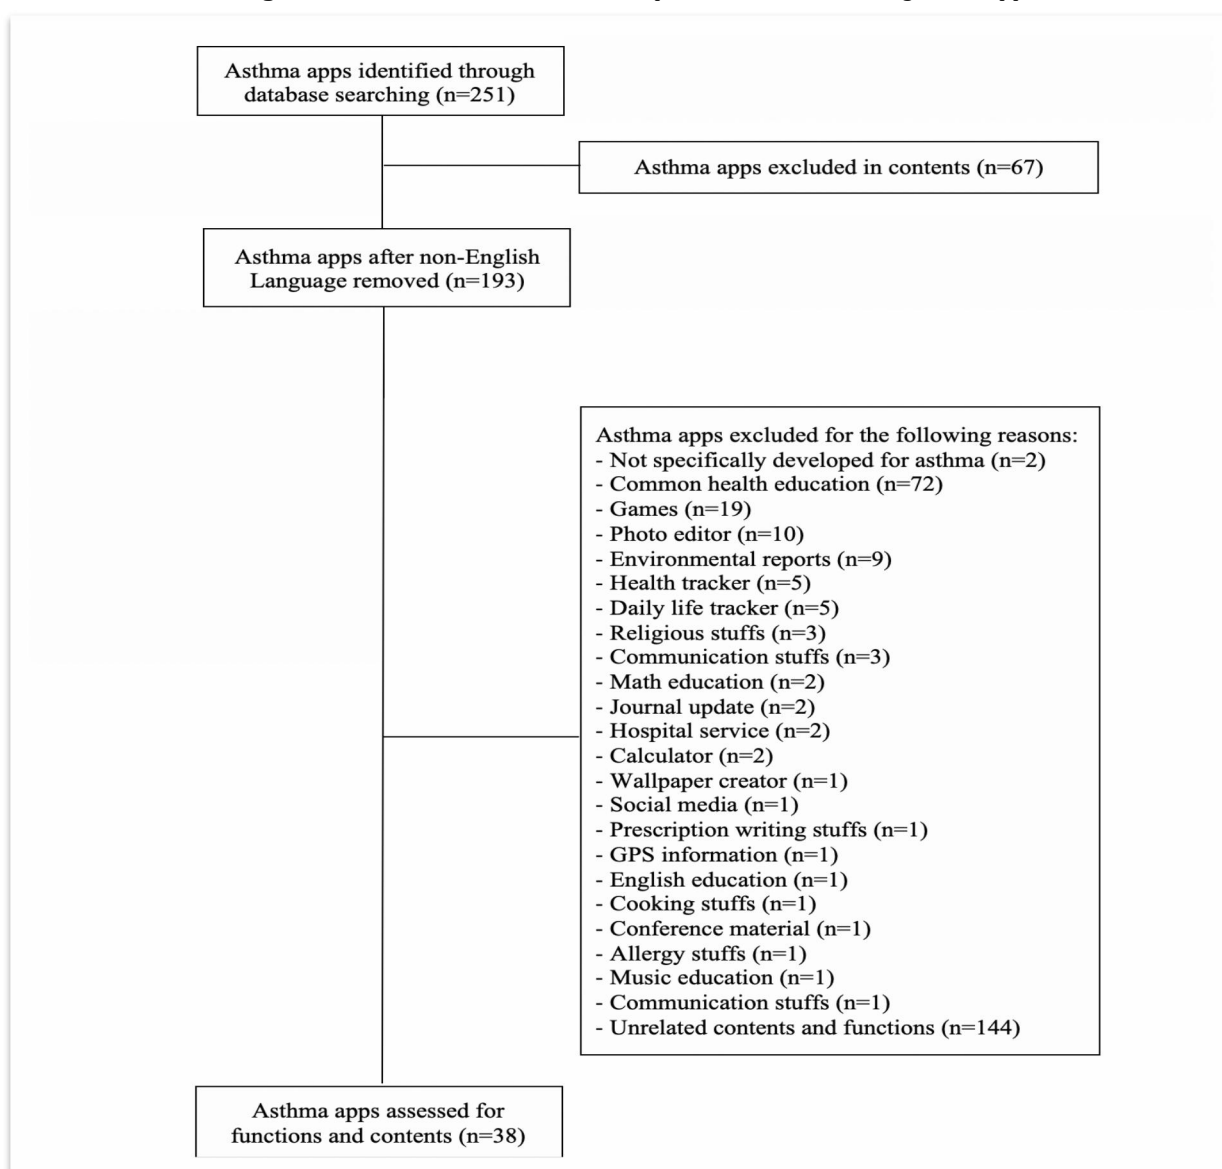 Asthma apps identified through
database searching (n=251)
Asthma apps excluded in contents (n=67)
Asthma apps after non-English
Language removed (n=193)
Asthma apps excluded for the following reasons:
- Not specifically developed for asthma (n=2)
- Common health education (n=72)
- Games (n=19)
- Photo editor (n=10)
- Environmental reports (n=9)
- Health tracker (n=5)
- Daily life tracker (n=5)
- Religious stuffs (n=3)
- Communication stuffs (n=3)
- Math education (n=2)
- Journal update (n=2)
- Hospital service (n=2)
- Calculator (n=2)
- Wallpaper creator (n=1)
- Social media (n=1)
- Prescription writing stuffs (n=1)
- GPS information (n=1)
- English education (n=1)
- Cooking stuffs (n=1)
- Conference material (n=1)
- Allergy stuffs (n=1)
- Music education (n=1)
- Communication stuffs (n=1)
- Unrelated contents and functions (n=144)
Asthma apps assessed for
functions and contents (n=38)